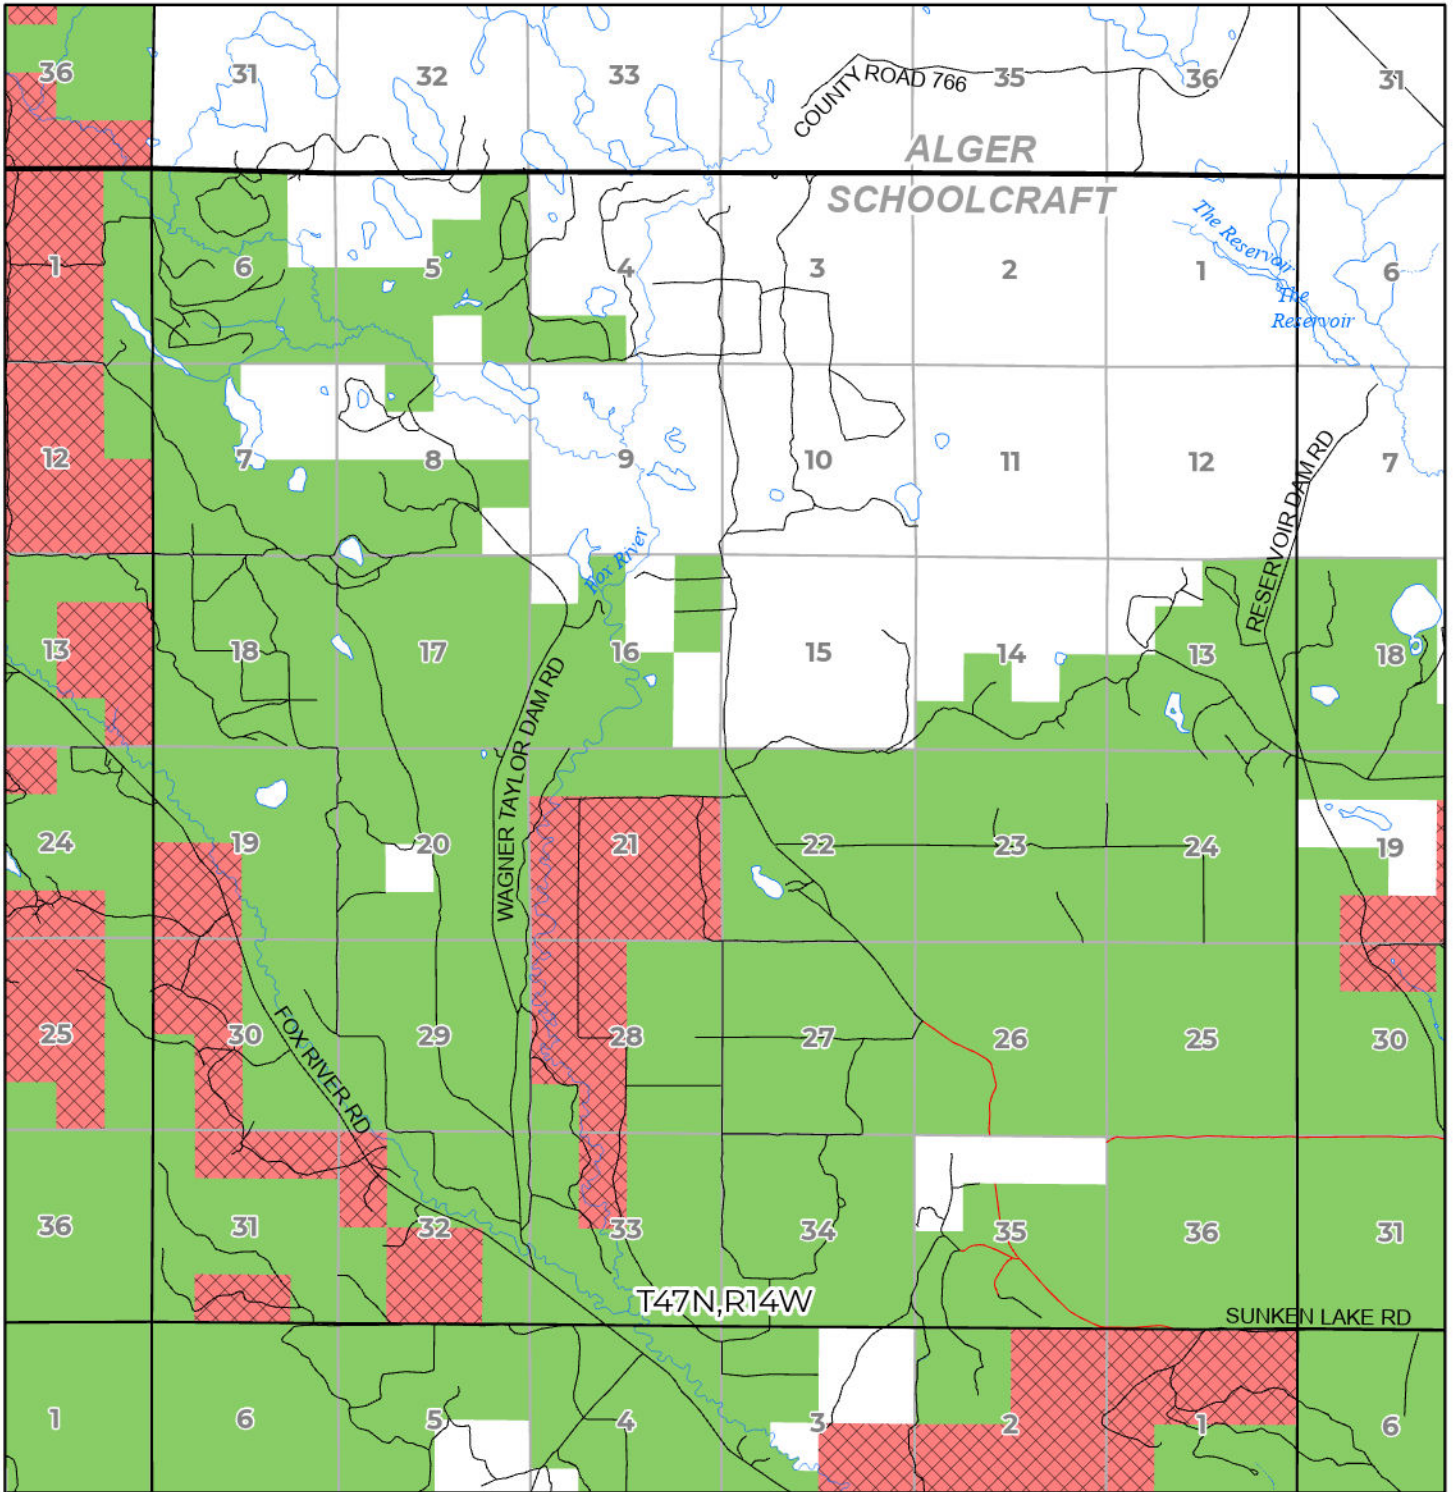 36 31 32 33 35 36 31
COUNTY ROAD 766
ALGER
SCHOOLCRAFT
The Reservoir
1 6 5 4 3 2 1 6
The
Reservoir
12 7 8 9 10 11 12 7
RESERVOIR DAM RD
Fox River
13 18 17 16 15 14 13 18
WAGNER TAYLOR DAM RD
24 19 20 21 22 23 24 19
25 30 29 28 27 26 25 30
FOX RIVER RD
36 31 32 33 34 35 36 31
T47N,R14W
SUNKEN LAKE RD
1 6 5 4 3 2 1 6